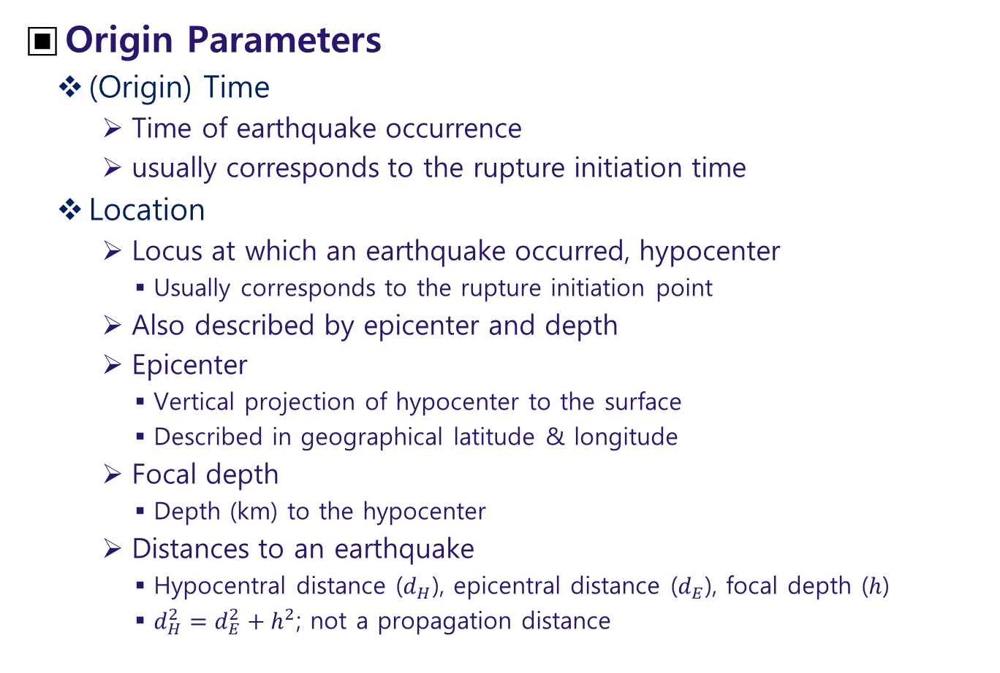 ▣ Origin Parameters
❖ (Origin) Time
➢ Time of earthquake occurrence
➢ usually corresponds to the rupture initiation time
❖ Location
➢ Locus at which an earthquake occurred, hypocenter
▪ Usually corresponds to the rupture initiation point
➢ Also described by epicenter and depth
➢ Epicenter
▪ Vertical projection of hypocenter to the surface
▪ Described in geographical latitude & longitude
➢ Focal depth
▪ Depth (km) to the hypocenter
➢ Distances to an earthquake
▪ Hypocentral distance ($d_H$), epicentral distance ($d_E$), focal depth ($h$)
▪ $d_H^2 = d_E^2 + h^2$; not a propagation distance